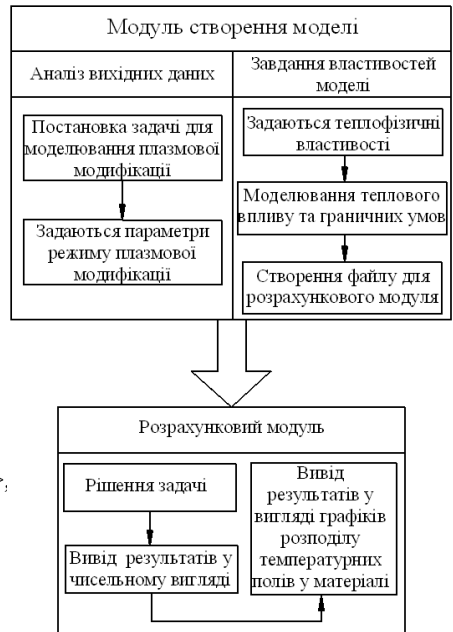 Модуль створення моделі
Аналіз вихідних даних
Завдання властивостей
моделі
Постановка задачі для
моделювання плазмової
модифікації
Задаються параметри
режиму плазмової
модифікації
Задаються теплофізичні
властивості
Моделювання теплового
впливу та граничних умов
Створення файлу для
розрахункового модуля
Розрахунковий модуль
Рішення задачі
Вивід результатів у
чисельному вигляді
Вивід
результатів у
вигляді графіків
розподілу
температурних
полів у матеріалі